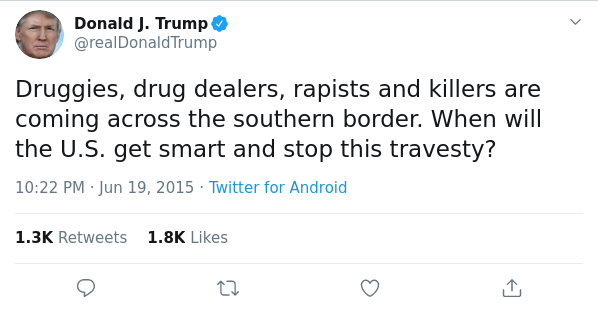 Donald J. Trump
@realDonaldTrump
Druggies, drug dealers, rapists and killers are
coming across the southern border. When will
the U.S. get smart and stop this travesty?
10:22 PM · Jun 19, 2015 · Twitter for Android
1.3K Retweets 1.8K Likes